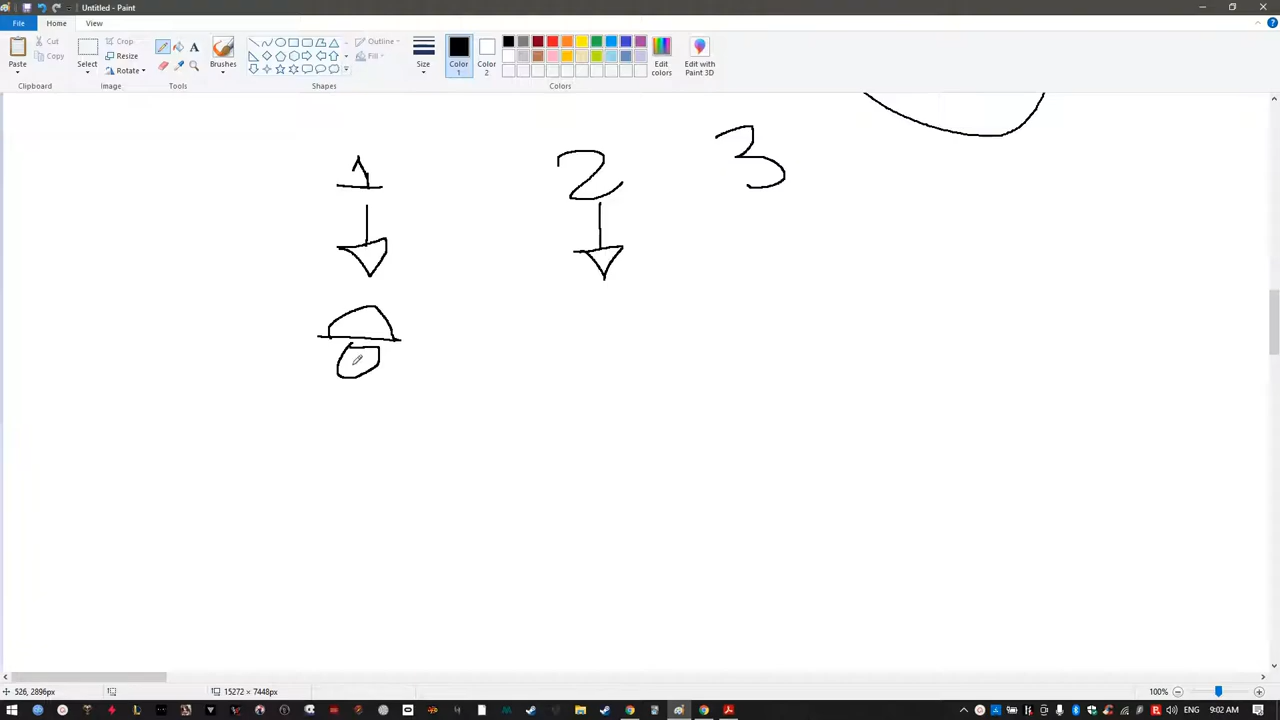 Untitled - Paint
File Home View
Paste
Cut
Copy
Clipboard
Select
Crop
Resize
Rotate
Image
A
Tools
Brushes
Outline
Fill
Shapes
Size
Color 1
Color 2
Edit colors
Edit with Paint 3D
Colors
1 2 3
526, 2896px 15272 × 7448px 100%
ENG 9:02 AM